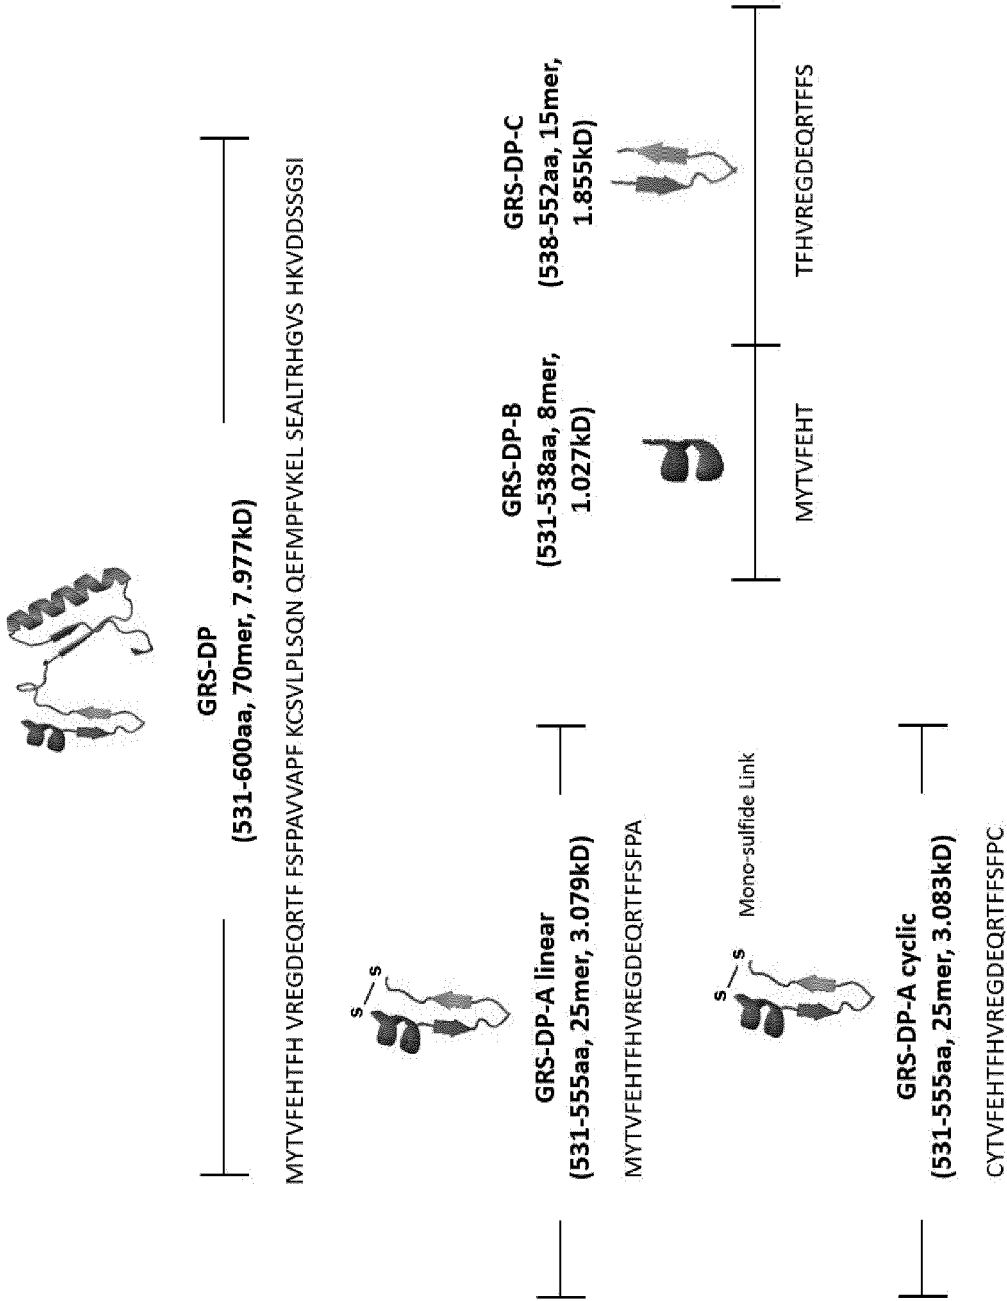 GRS-DP
(531-600aa, 70mer, 7.977kD)
MYTVFEHTFH VREGDEQRTF FSFPAVVAPF KCSVLPLSQN QEFMPFVKEL SEALTRHGVS HKVDDSSGSI
S
S
GRS-DP-A linear
(531-555aa, 25mer, 3.079kD)
MYTVFEHTFHVREGDEQRTFFSFPA
GRS-DP-B
(531-538aa, 8mer,
1.027kD)
MYTVFEHT
GRS-DP-C
(538-552aa, 15mer,
1.855kD)
TFHVREGDEQRTFFS
S
S
Mono-sulfide Link
GRS-DP-A cyclic
(531-555aa, 25mer, 3.083kD)
CYTVFEHTFHVREGDEQRTFFSFPC